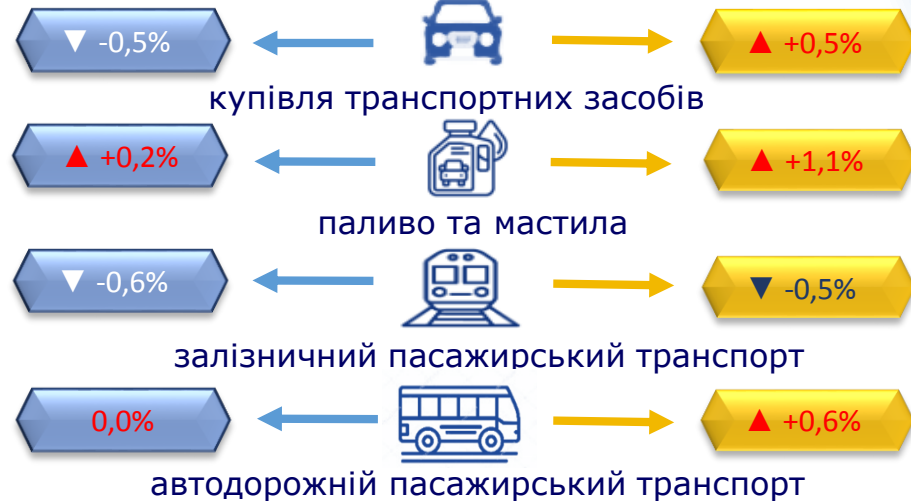 ▼ -0,5%
▲ +0,5%
купівля транспортних засобів
▲ +0,2%
▲ +1,1%
паливо та мастила
▼ -0,6%
▼ -0,5%
залізничний пасажирський транспорт
0,0%
▲ +0,6%
автодорожній пасажирський транспорт